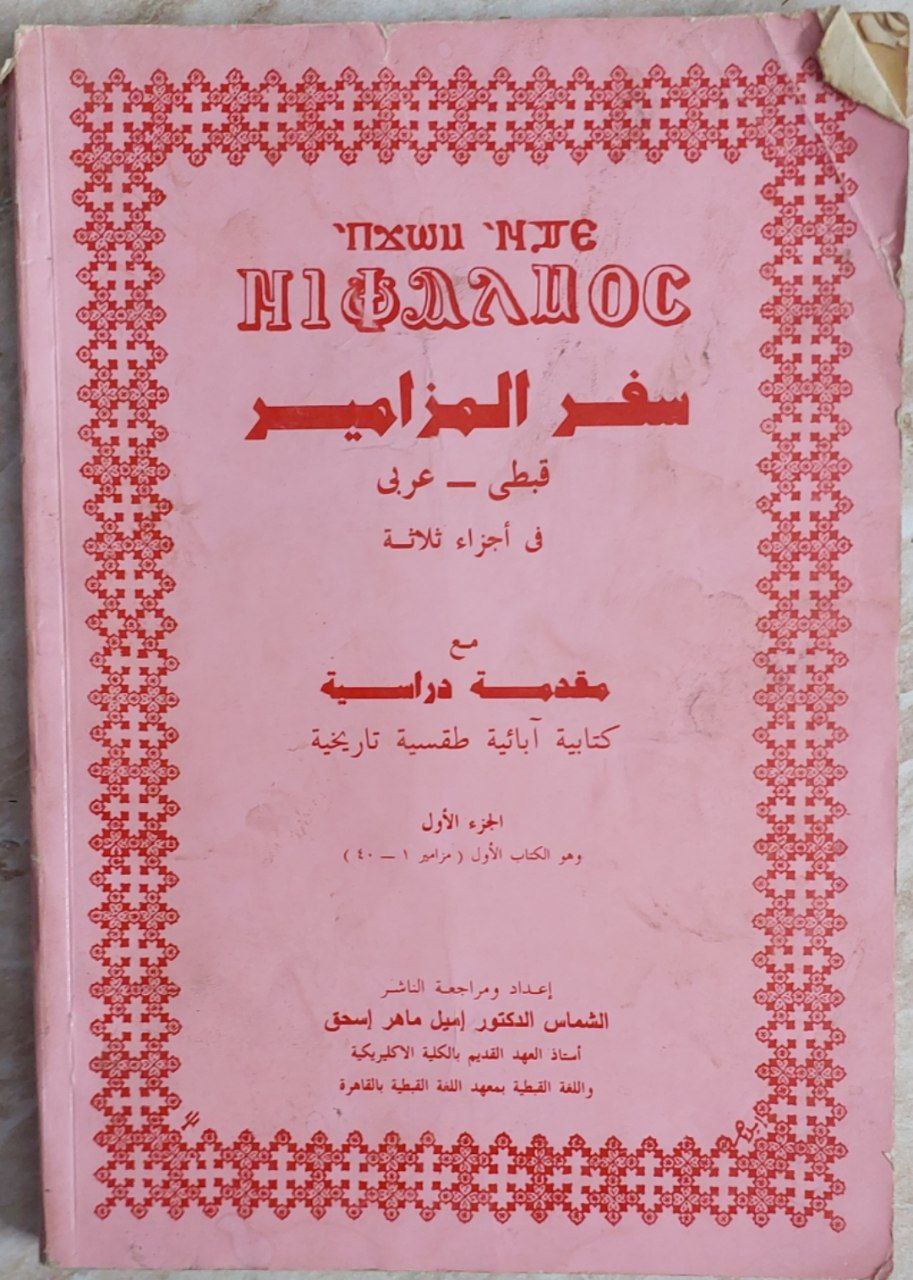 ⲡ̀ϫⲱⲙ ⲛ̀ⲧⲉ
ⲛⲓⲯⲁⲗⲙⲟⲥ
سفر المزامير
قبطى — عربى
فى أجزاء ثلاثة
مع
مقدمة دراسية
كتابية آبائية طقسية تاريخية
الجزء الأول
وهو الكتاب الأول ( مزامير ١ — ٤٠ )
إعداد ومراجعة الناشر
الشماس الدكتور إميل ماهر إسحق
أستاذ العهد القديم بالكلية الاكليريكية
واللغة القبطية بمعهد اللغة القبطية بالقاهرة